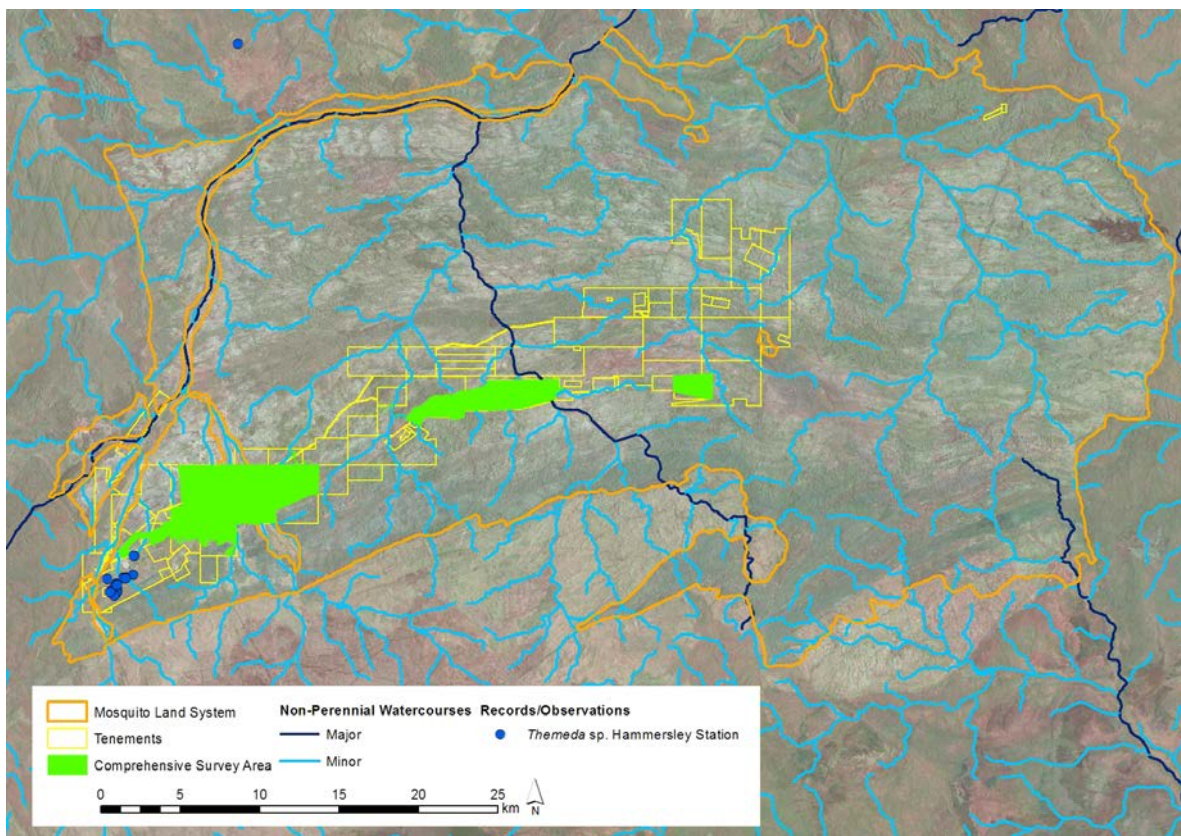 Mosquito Land System
Tenements
Comprehensive Survey Area
Non-Perennial Watercourses
Major
Minor
Records/Observations
Themeda sp. Hammersley Station
0 5 10 15 20 25
km
N